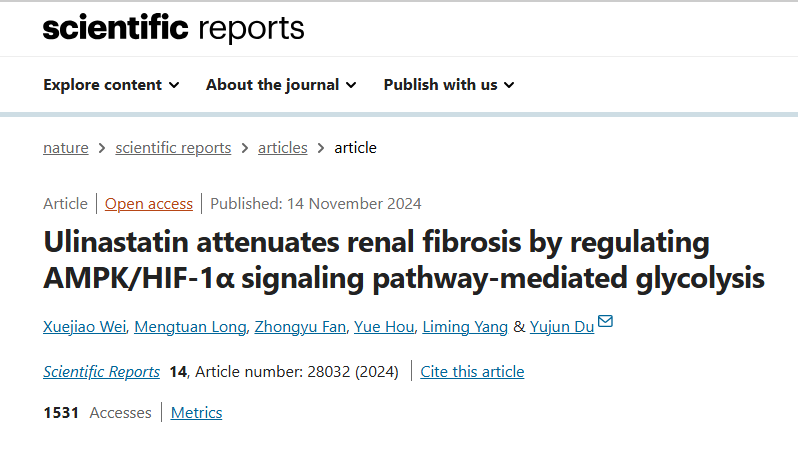 scientific reports
Explore content About the journal Publish with us
nature > scientific reports > articles > article
Article | Open access | Published: 14 November 2024
Ulinastatin attenuates renal fibrosis by regulating
AMPK/HIF-1α signaling pathway-mediated glycolysis
Xuejiao Wei, Mengtuan Long, Zhongyu Fan, Yue Hou, Liming Yang & Yujun Du
Scientific Reports 14, Article number: 28032 (2024) | Cite this article
1531 Accesses | Metrics